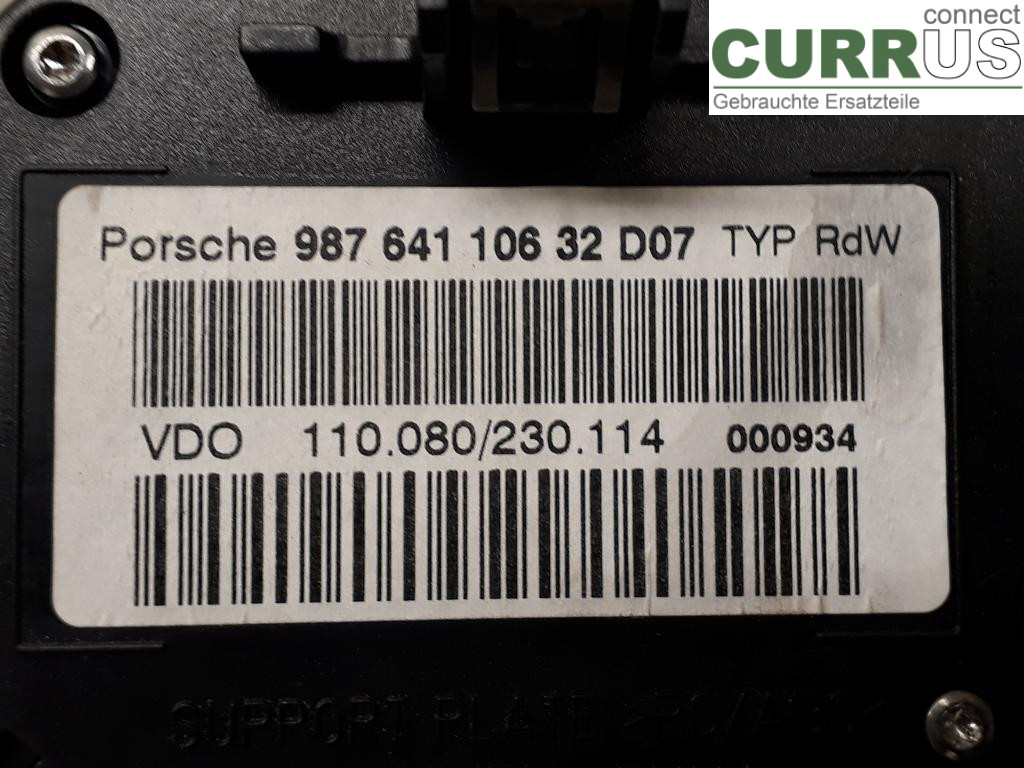 connect
CURRUS
Gebrauchte Ersatzteile
Porsche 987 641 106 32 D07 TYP RdW
VDO 110.080/230.114 000934
SUPPORT PLATE